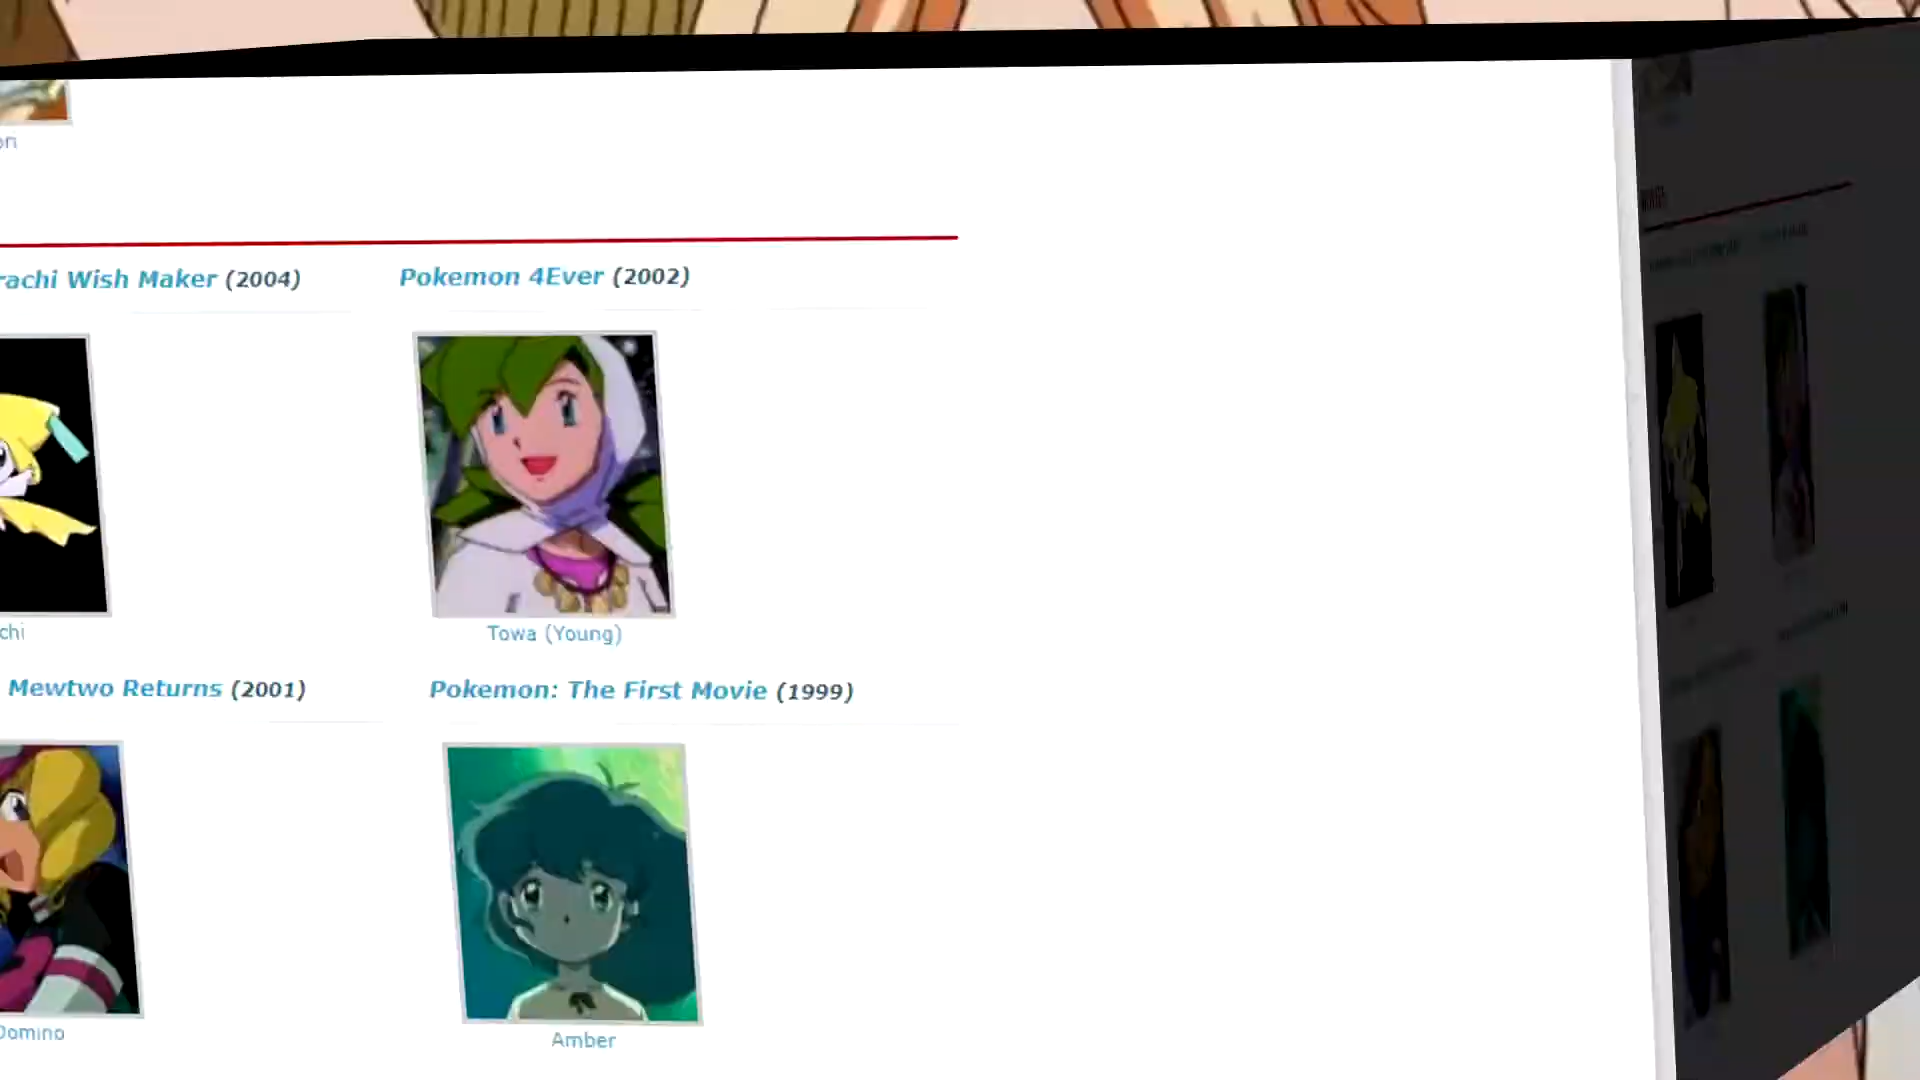 ori
rachi Wish Maker (2004)
Pokemon 4Ever (2002)
chi
Towa (Young)
Mewtwo Returns (2001)
Pokemon: The First Movie (1999)
Domino
Amber